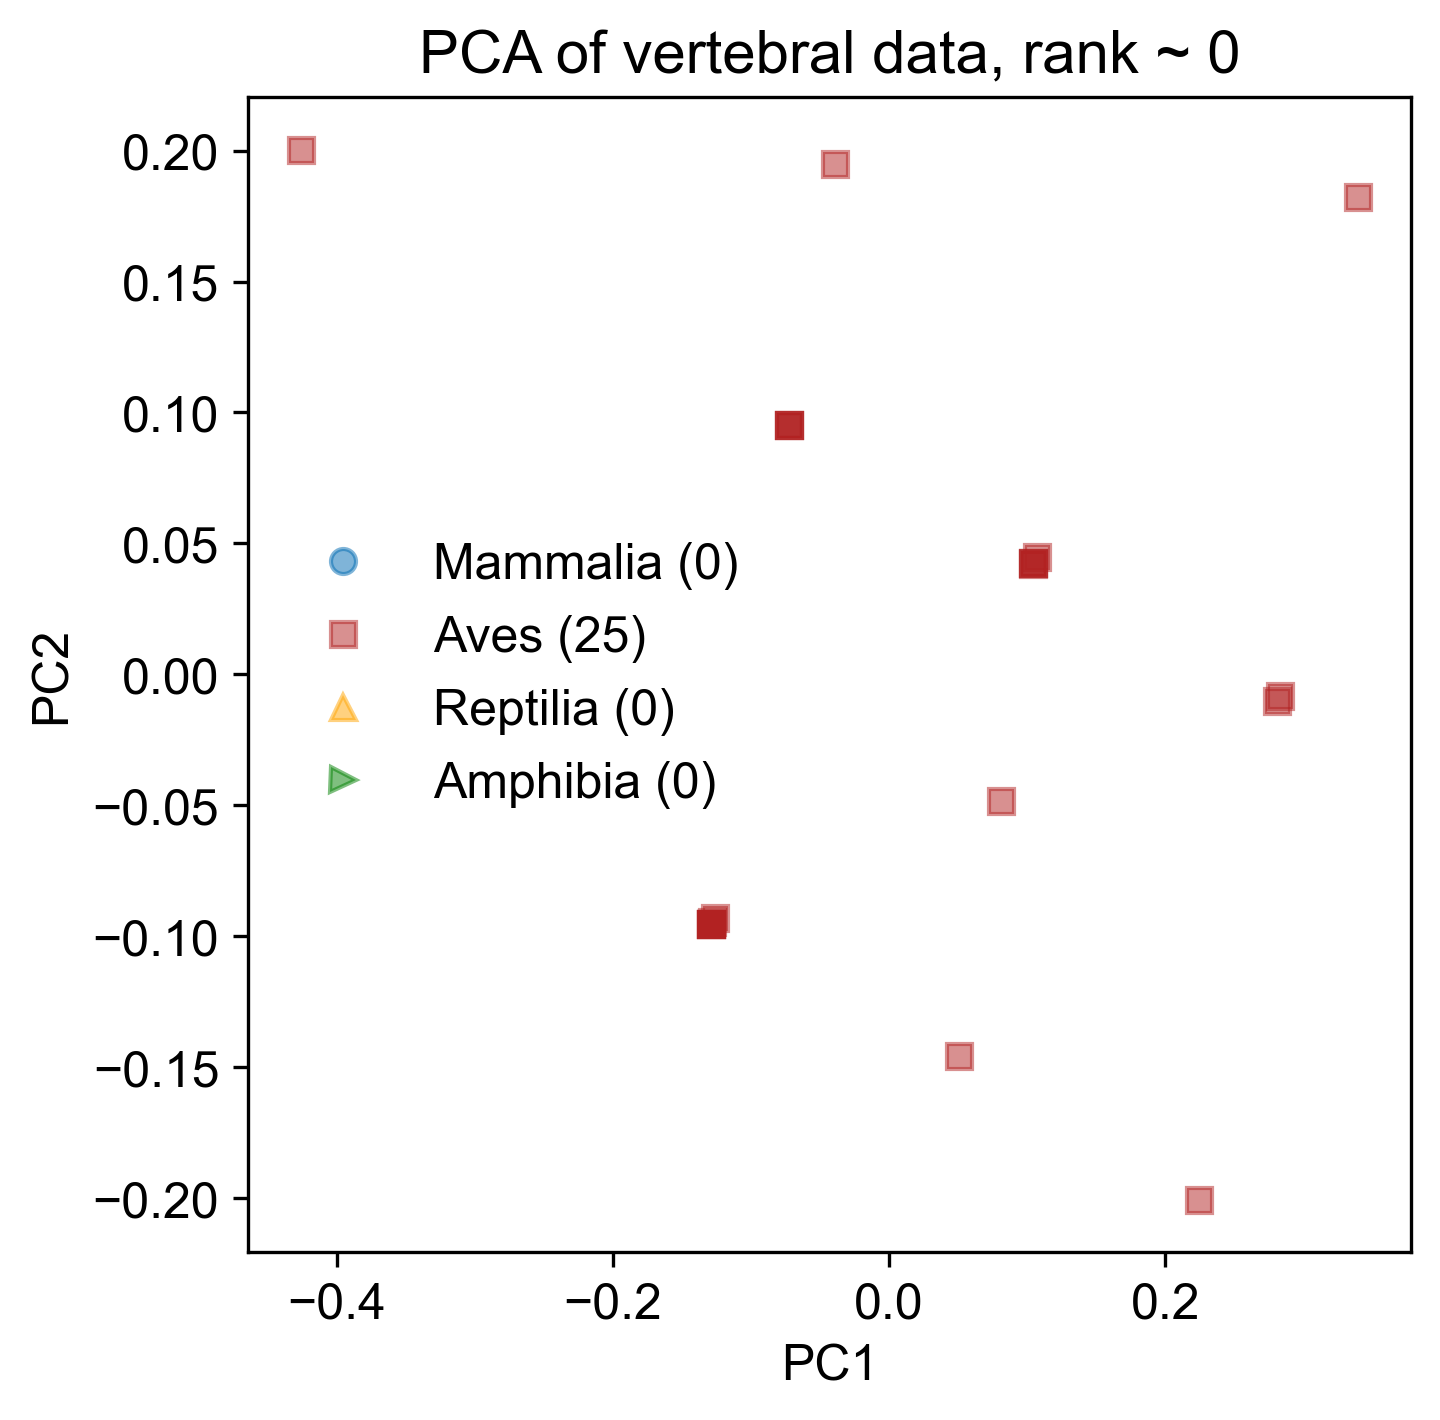 PCA of vertebral data, rank ~ 0
0.20
0.15
0.10
0.05
0.00
−0.05
−0.10
−0.15
−0.20
PC2
Mammalia (0)
Aves (25)
Reptilia (0)
Amphibia (0)
−0.4 −0.2 0.0 0.2
PC1